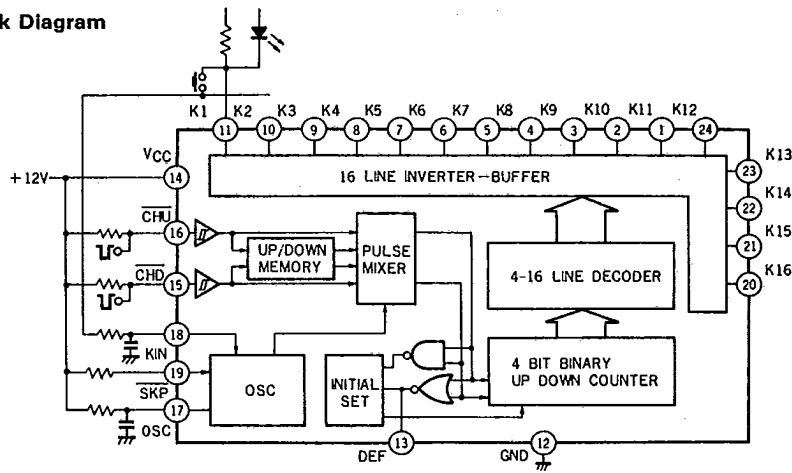 k Diagram
K1
K2
K3
K4
K5
K6
K7
K8
K9
K10
K11
K12
11
10
9
8
7
6
5
4
3
2
1
24
K13
23
K14
22
K15
21
K16
20
VCC
+12V
14
16 LINE INVERTER-BUFFER
CHU
16
UP/DOWN
MEMORY
PULSE
MIXER
4-16 LINE DECODER
CHD
15
18
KIN
19
SKP
17
OSC
OSC
INITIAL
SET
4 BIT BINARY
UP DOWN COUNTER
DEF
13
GND
12